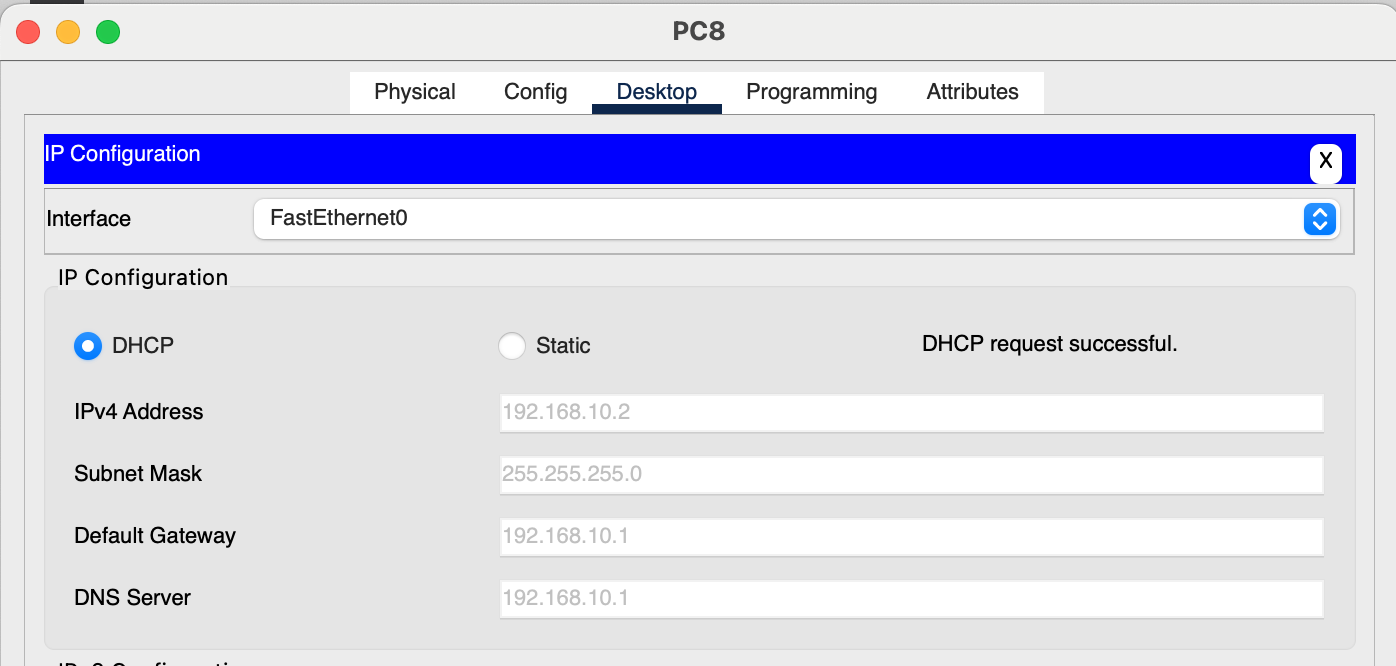 PC8
Physical Config Desktop Programming Attributes
IP Configuration X
Interface FastEthernet0
IP Configuration
DHCP Static DHCP request successful.
IPv4 Address 192.168.10.2
Subnet Mask 255.255.255.0
Default Gateway 192.168.10.1
DNS Server 192.168.10.1